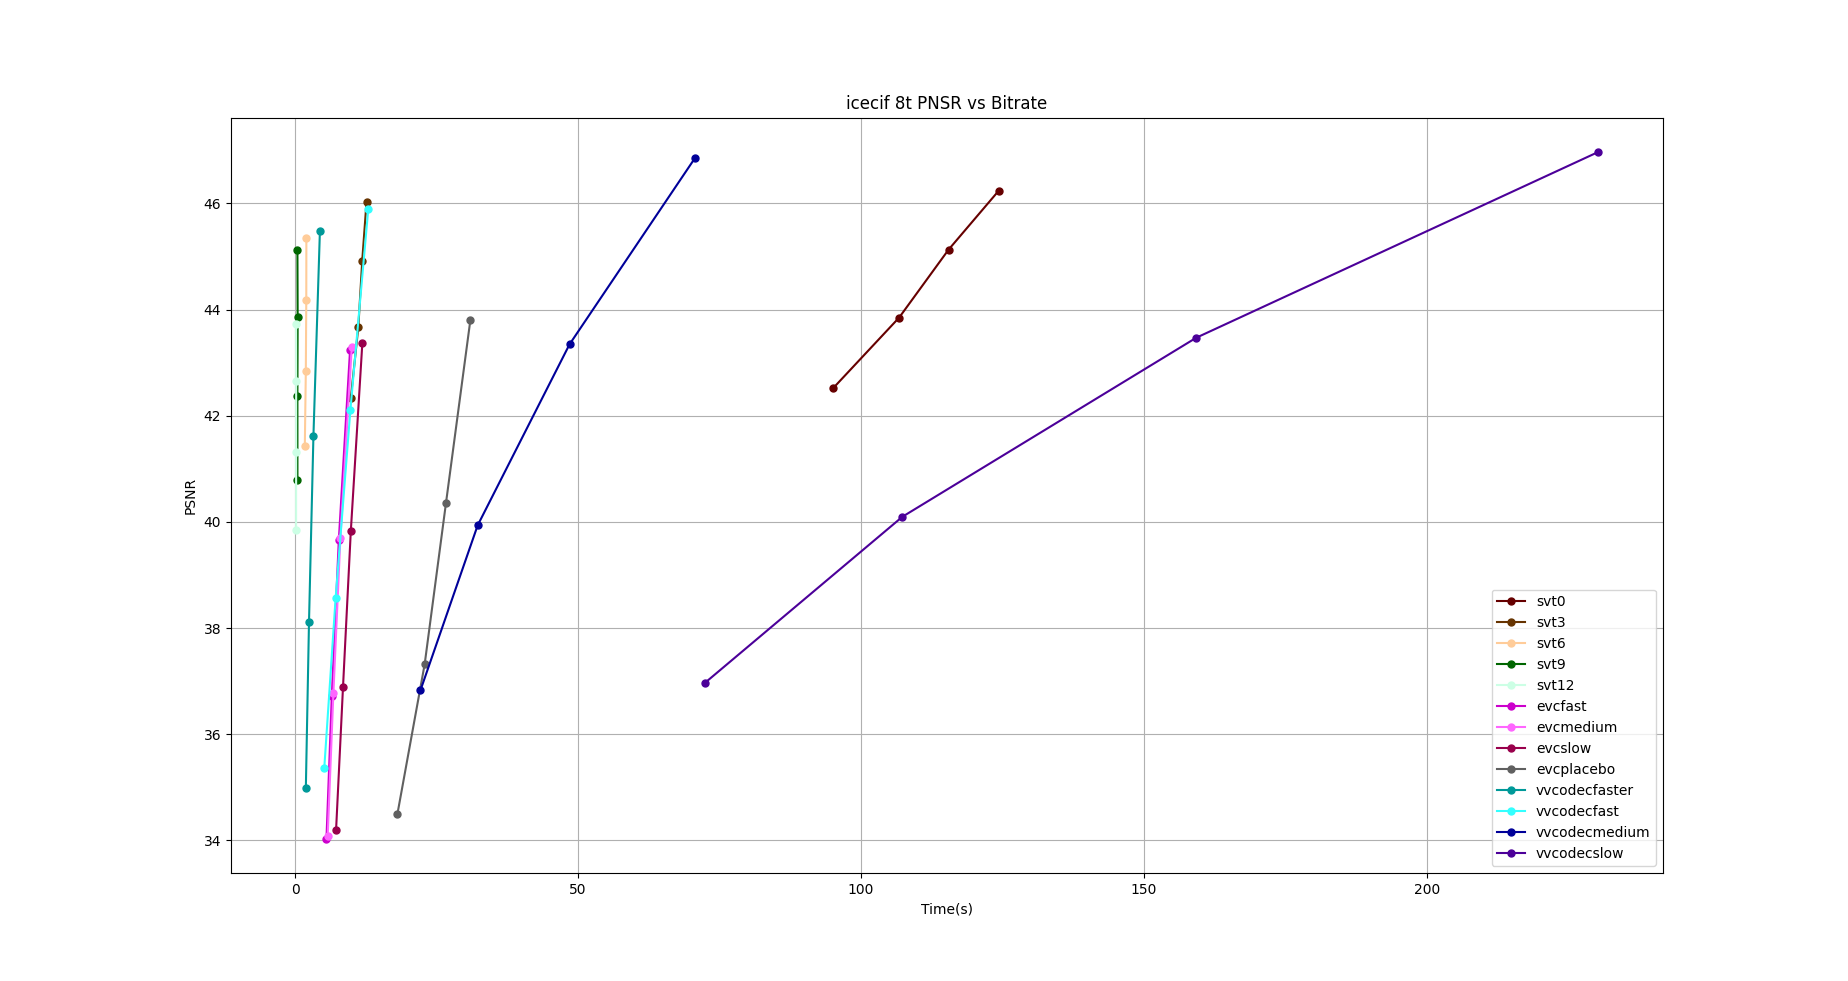 icecif 8t PNSR vs Bitrate
46
44
42
40
38
36
34
PSNR
0
50
100
150
200
Time(s)
svt0
svt3
svt6
svt9
svt12
evcfast
evcmedium
evcslow
evcplacebo
vvcodecfaster
vvcodecfast
vvcodecmedium
vvcodecslow